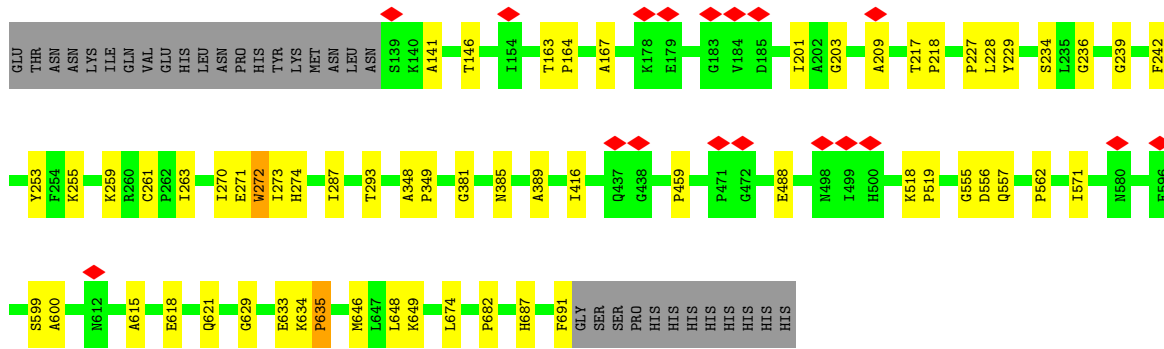 GLU THR ASN ASN LYS ILE GLN VAL GLU HIS LEU ASN PRO HIS TYR LYS MET ASN LEU ASN S139 K140 A141 T146 I154 T163 P164 A167 K178 E179 G183 V184 D185 I201 A202 G203 A209 T217 P218 P227 L228 Y229 S234 L235 G236 G239 F242
Y253 F254 K255 K259 R260 C261 P262 I263 I270 E271 W272 I273 H274 I287 T293 A348 P349 G381 N385 A389 I416 Q437 G438 P459 P471 G472 E488 N498 I499 H500 K518 P519 G555 D556 Q557 P562 I571 N580 E596
S599 A600 N612 A615 E618 Q621 G629 E633 K634 P635 M646 L647 L648 K649 L674 P682 H687 F691 GLY SER SER PRO HIS HIS HIS HIS HIS HIS HIS HIS